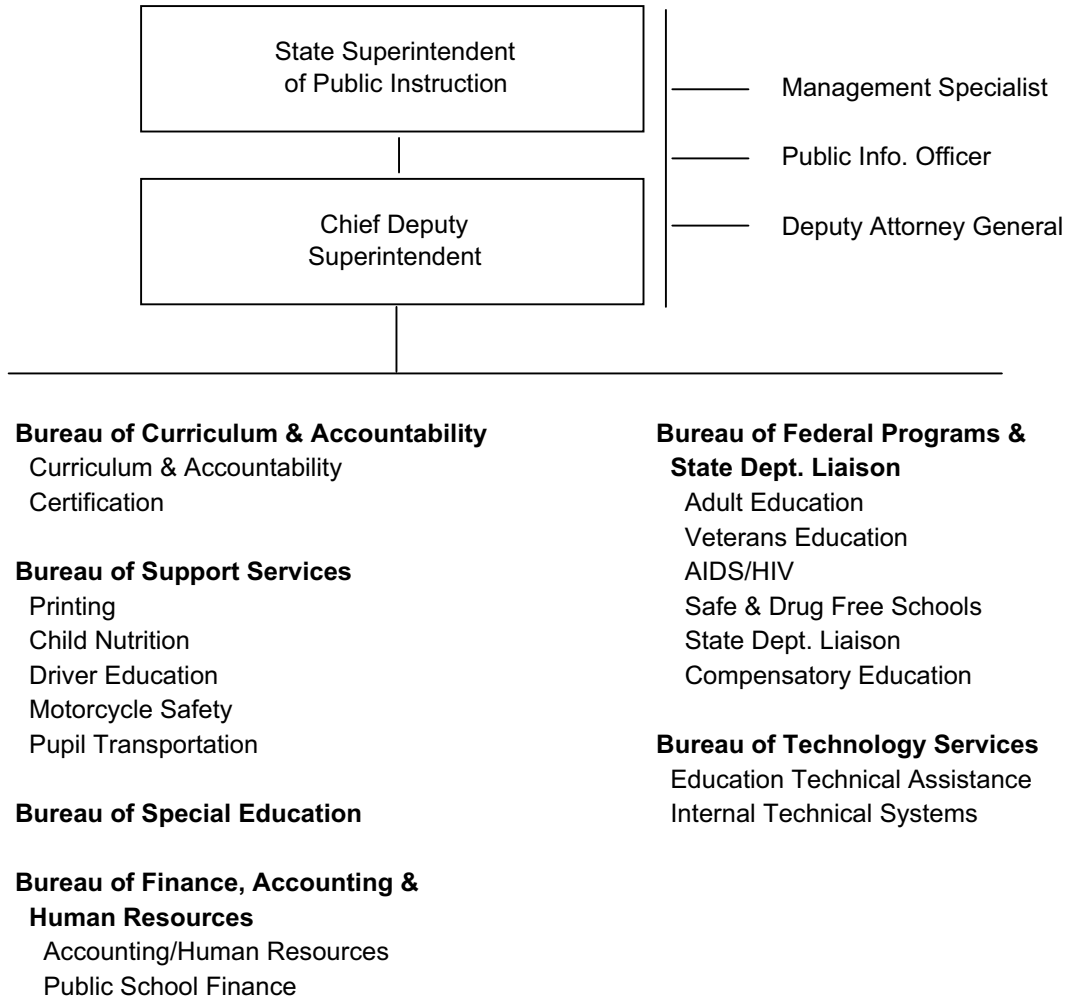 State Superintendent
of Public Instruction
Management Specialist
Public Info. Officer
Chief Deputy
Superintendent
Deputy Attorney General
Bureau of Curriculum & Accountability
Curriculum & Accountability
Certification
Bureau of Support Services
Printing
Child Nutrition
Driver Education
Motorcycle Safety
Pupil Transportation
Bureau of Special Education
Bureau of Finance, Accounting &
Human Resources
Accounting/Human Resources
Public School Finance
Bureau of Federal Programs &
State Dept. Liaison
Adult Education
Veterans Education
AIDS/HIV
Safe & Drug Free Schools
State Dept. Liaison
Compensatory Education
Bureau of Technology Services
Education Technical Assistance
Internal Technical Systems